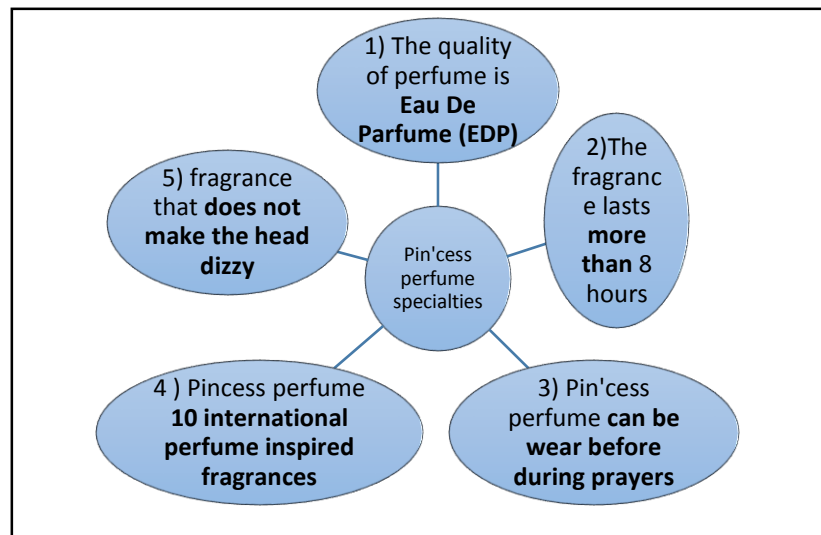 1) The quality
of perfume is
Eau De
Parfume (EDP)
2)The
fragranc
e lasts
more
than 8
hours
5) fragrance
that does not
make the head
dizzy
Pin'cess
perfume
specialties
4 ) Pincess perfume
10 international
perfume inspired
fragrances
3) Pin'cess
perfume can be
wear before
during prayers